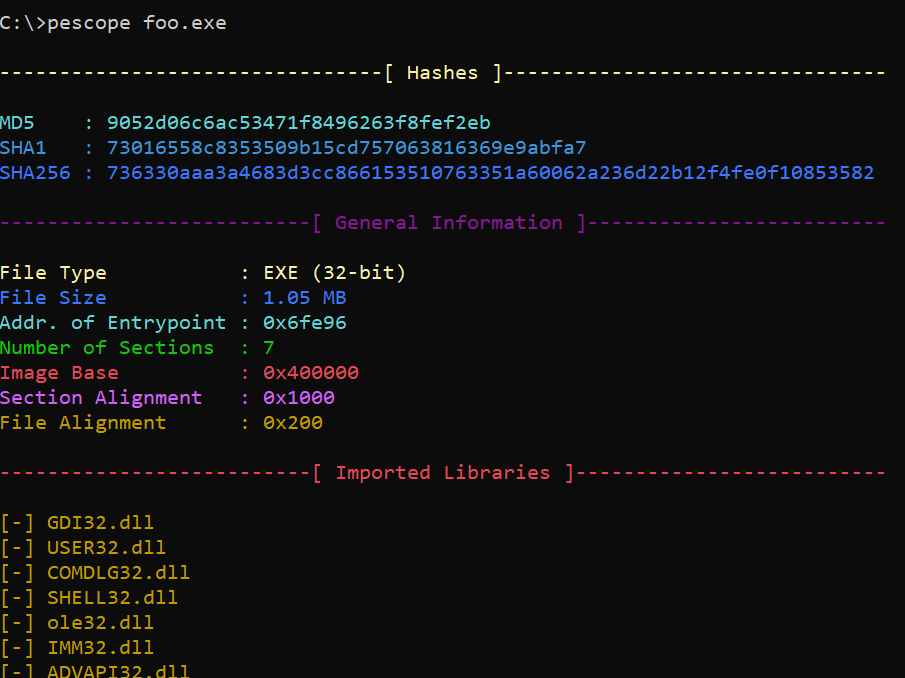 C:\>pescope foo.exe
--------------------------------[ Hashes ]--------------------------------
MD5    : 9052d06c6ac53471f8496263f8fef2eb
SHA1   : 73016558c8353509b15cd757063816369e9abfa7
SHA256 : 736330aaa3a4683d3cc866153510763351a60062a236d22b12f4fe0f10853582
--------------------------[ General Information ]-------------------------
File Type           : EXE (32-bit)
File Size           : 1.05 MB
Addr. of Entrypoint : 0x6fe96
Number of Sections  : 7
Image Base          : 0x400000
Section Alignment   : 0x1000
File Alignment      : 0x200
--------------------------[ Imported Libraries ]--------------------------
[-] GDI32.dll
[-] USER32.dll
[-] COMDLG32.dll
[-] SHELL32.dll
[-] ole32.dll
[-] IMM32.dll
[-] ADVAPI32.dll